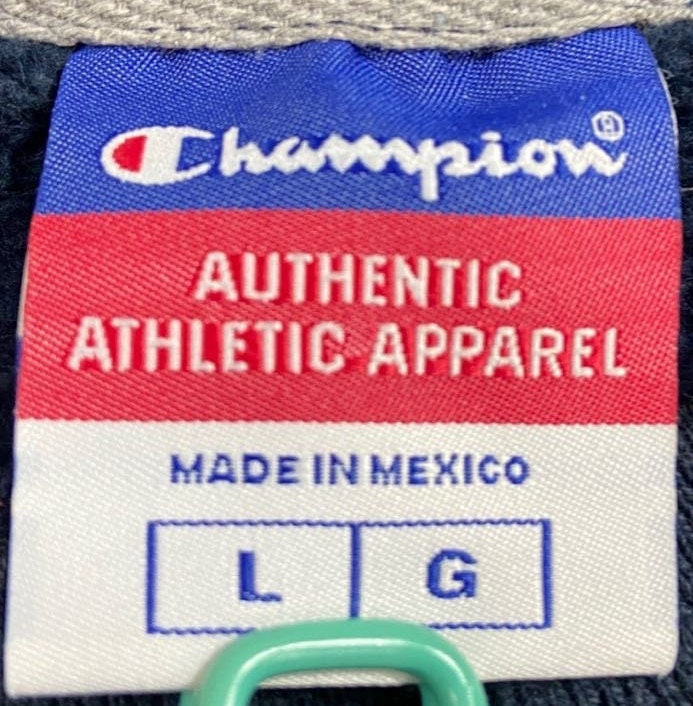 Champion®
AUTHENTIC
ATHLETIC APPAREL
MADE IN MEXICO
L G